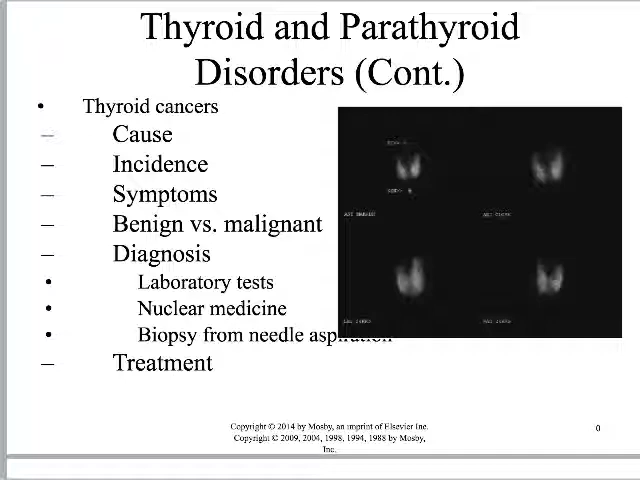 Thyroid and Parathyroid
Disorders (Cont.)
• Thyroid cancers
– Cause
– Incidence
– Symptoms
– Benign vs. malignant
– Diagnosis
• Laboratory tests
• Nuclear medicine
• Biopsy from needle aspiration
– Treatment
Copyright © 2014 by Mosby, an imprint of Elsevier Inc.
Copyright © 2009, 2004, 1998, 1994, 1988 by Mosby,
Inc.
0